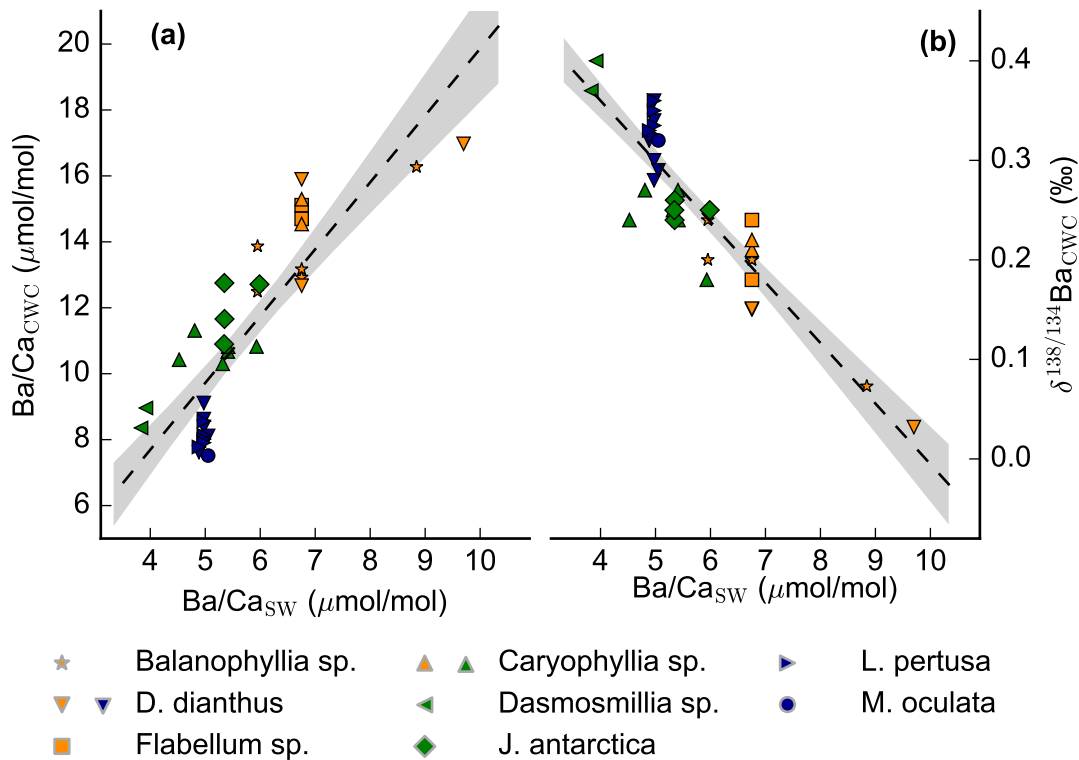 (a)
(b)
20
18
16
14
12
10
8
6
Ba/Ca_CWC (μmol/mol)
4 5 6 7 8 9 10
Ba/Ca_SW (μmol/mol)
0.4
0.3
0.2
0.1
0.0
δ^138/134Ba_CWC (‰)
4 5 6 7 8 9 10
Ba/Ca_SW (μmol/mol)
Balanophyllia sp. Caryophyllia sp. L. pertusa
D. dianthus Dasmosmillia sp. M. oculata
Flabellum sp. J. antarctica